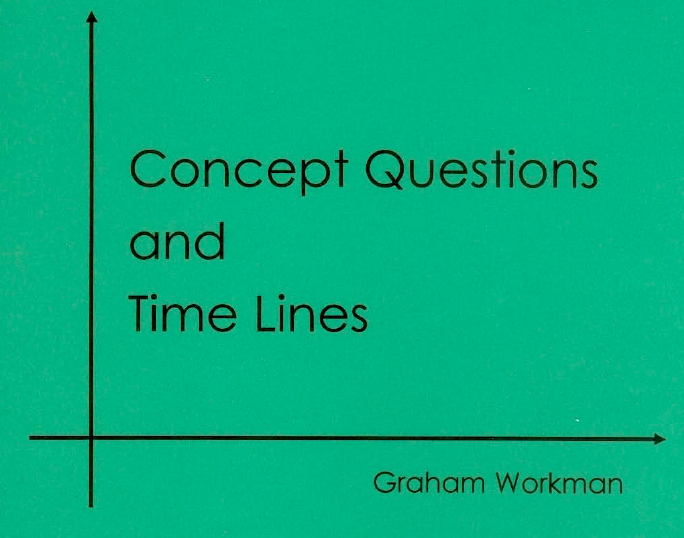 Concept Questions
and
Time Lines
Graham Workman